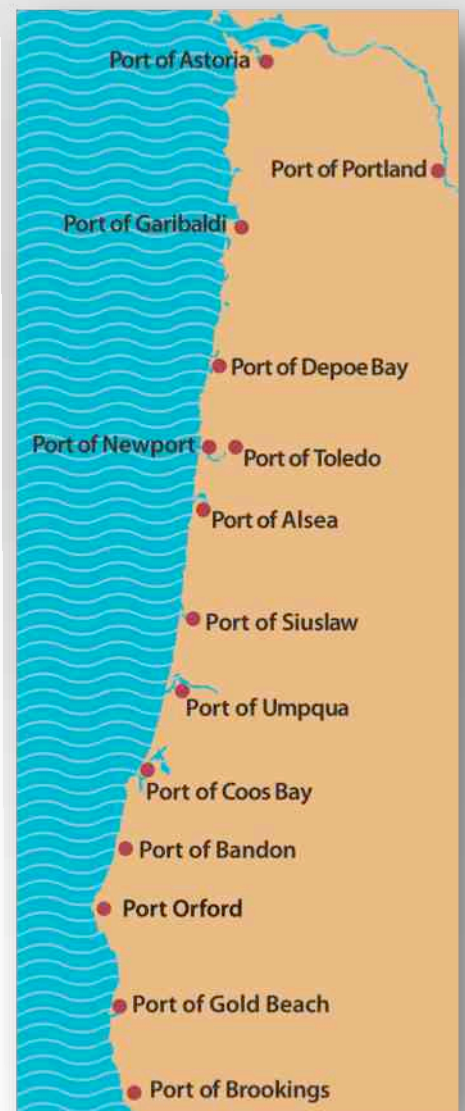 Port of Astoria
Port of Portland
Port of Garibaldi
Port of Depoe Bay
Port of Newport
Port of Toledo
Port of Alsea
Port of Siuslaw
Port of Umpqua
Port of Coos Bay
Port of Bandon
Port Orford
Port of Gold Beach
Port of Brookings